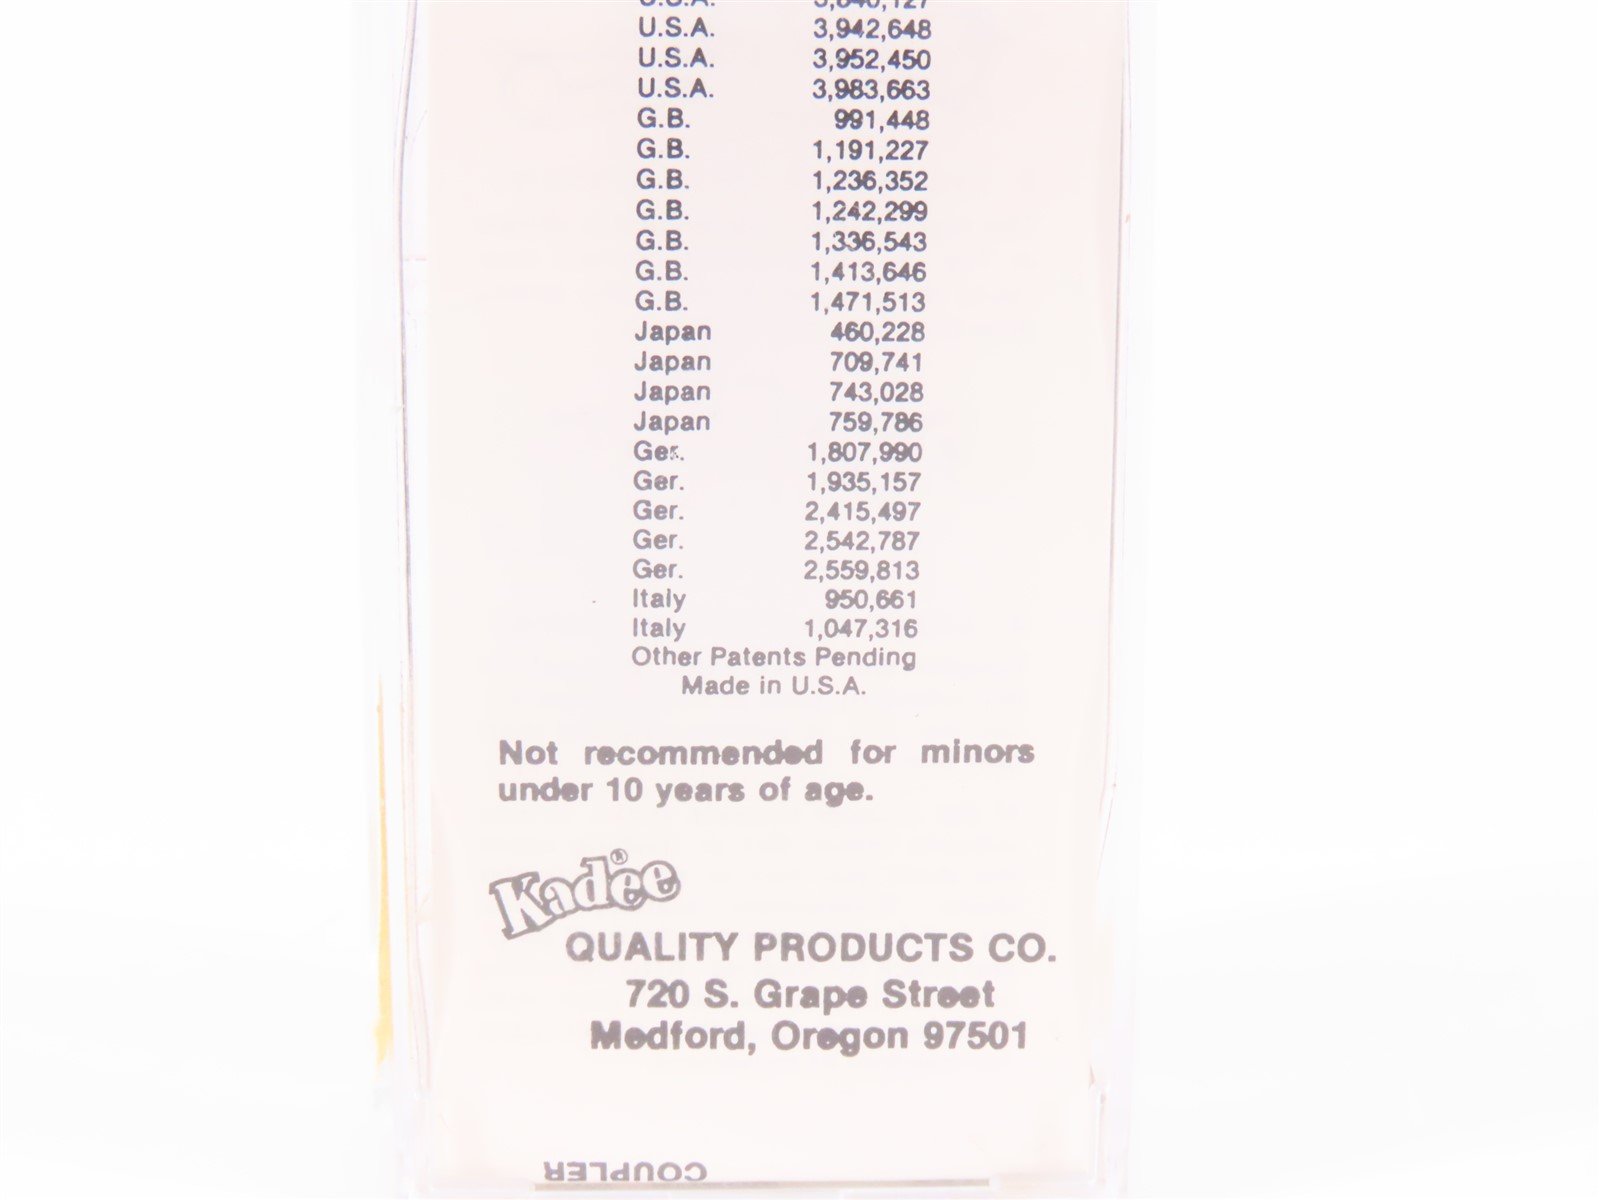 U.S.A. 3,840,127
U.S.A. 3,942,648
U.S.A. 3,952,450
U.S.A. 3,983,663
G.B. 991,448
G.B. 1,191,227
G.B. 1,236,352
G.B. 1,242,299
G.B. 1,336,543
G.B. 1,413,646
G.B. 1,471,513
Japan 460,228
Japan 709,741
Japan 743,028
Japan 759,786
Ger. 1,807,990
Ger. 1,935,157
Ger. 2,415,497
Ger. 2,542,787
Ger. 2,559,813
Italy 950,661
Italy 1,047,316
Other Patents Pending
Made in U.S.A.
Not recommended for minors
under 10 years of age.
Kadee®
QUALITY PRODUCTS CO.
720 S. Grape Street
Medford, Oregon 97501
COUPLER